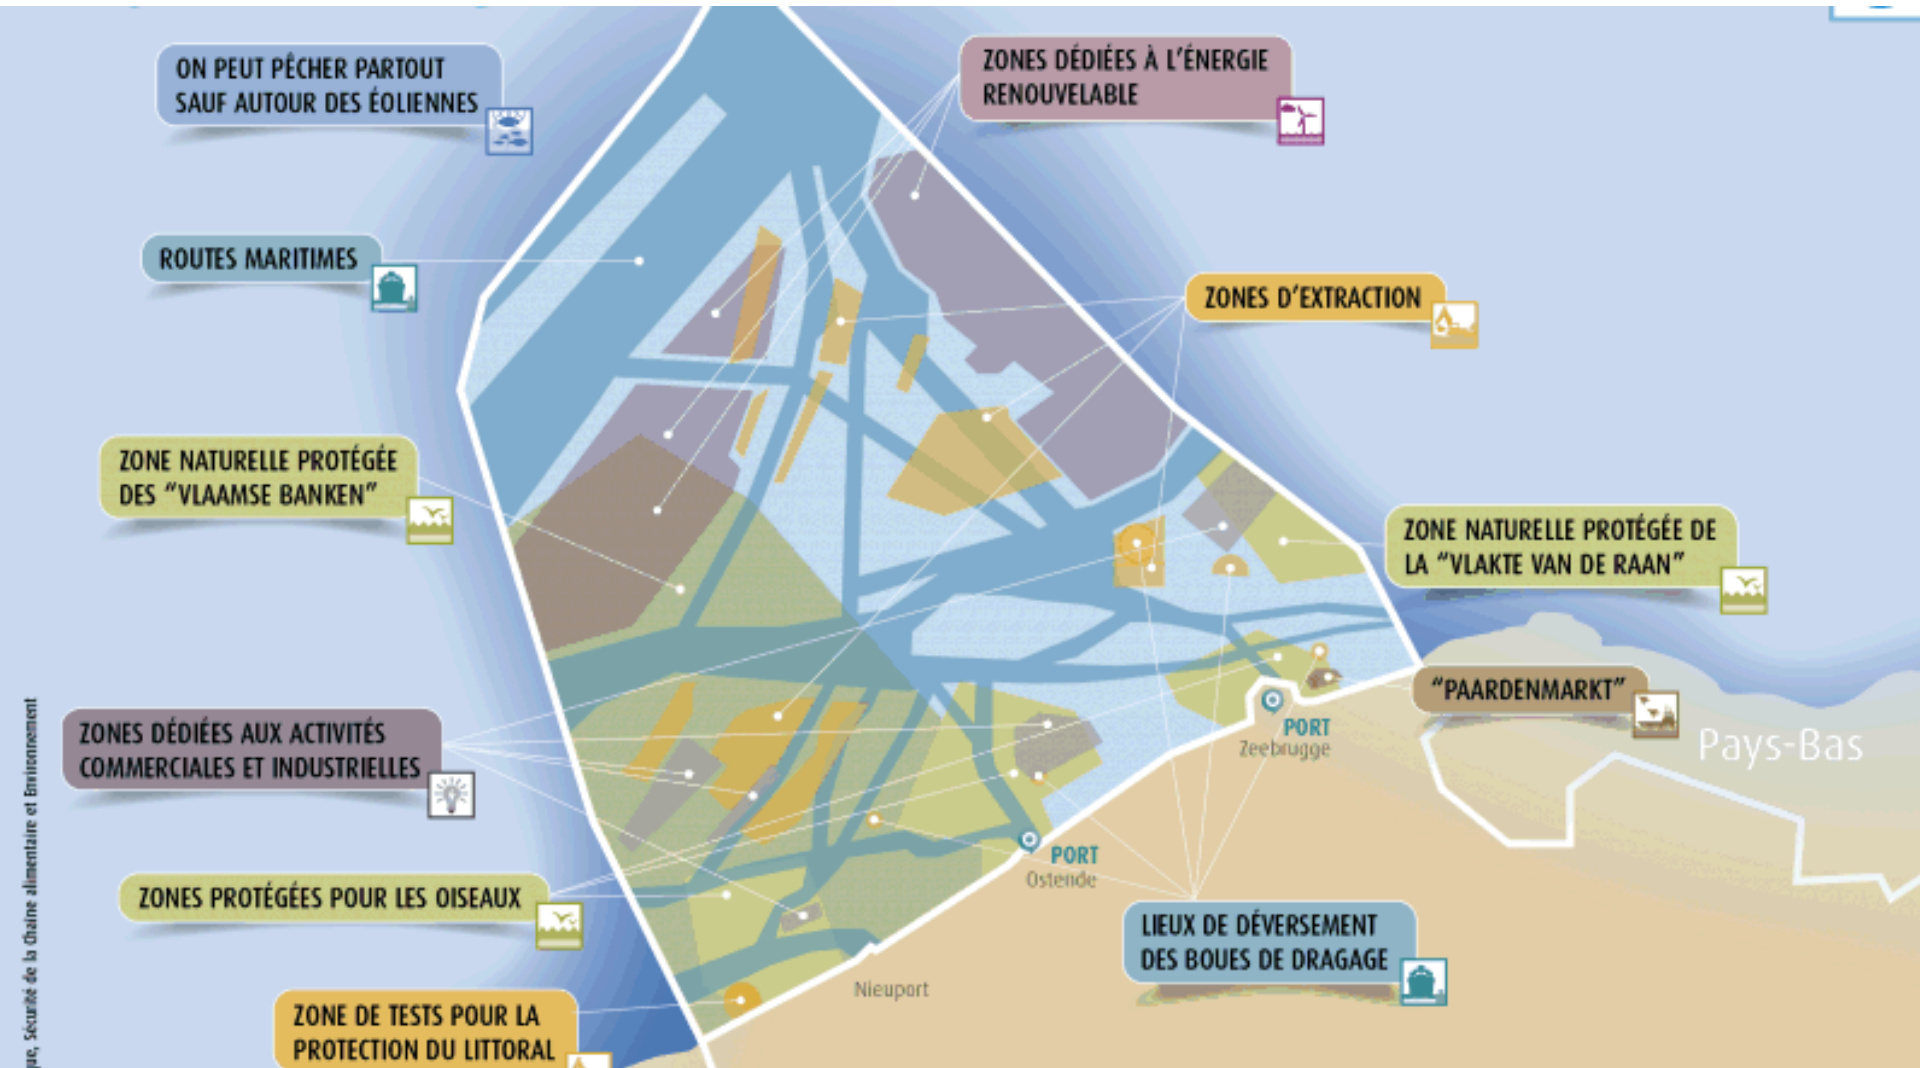 ON PEUT PÊCHER PARTOUT
SAUF AUTOUR DES ÉOLIENNES
ZONES DÉDIÉES À L'ÉNERGIE
RENOUVELABLE
ROUTES MARITIMES
ZONES D'EXTRACTION
ZONE NATURELLE PROTÉGÉE
DES "VLAAMSE BANKEN"
ZONE NATURELLE PROTÉGÉE DE
LA "VLAKTE VAN DE RAAN"
"PAARDENMARKT"
Pays-Bas
PORT
Zeebrugge
ZONES DÉDIÉES AUX ACTIVITÉS
COMMERCIALES ET INDUSTRIELLES
PORT
Ostende
ZONES PROTÉGÉES POUR LES OISEAUX
LIEUX DE DÉVERSEMENT
DES BOUES DE DRAGAGE
Nieuport
ZONE DE TESTS POUR LA
PROTECTION DU LITTORAL
Sécurité de la chaîne alimentaire et Environnement